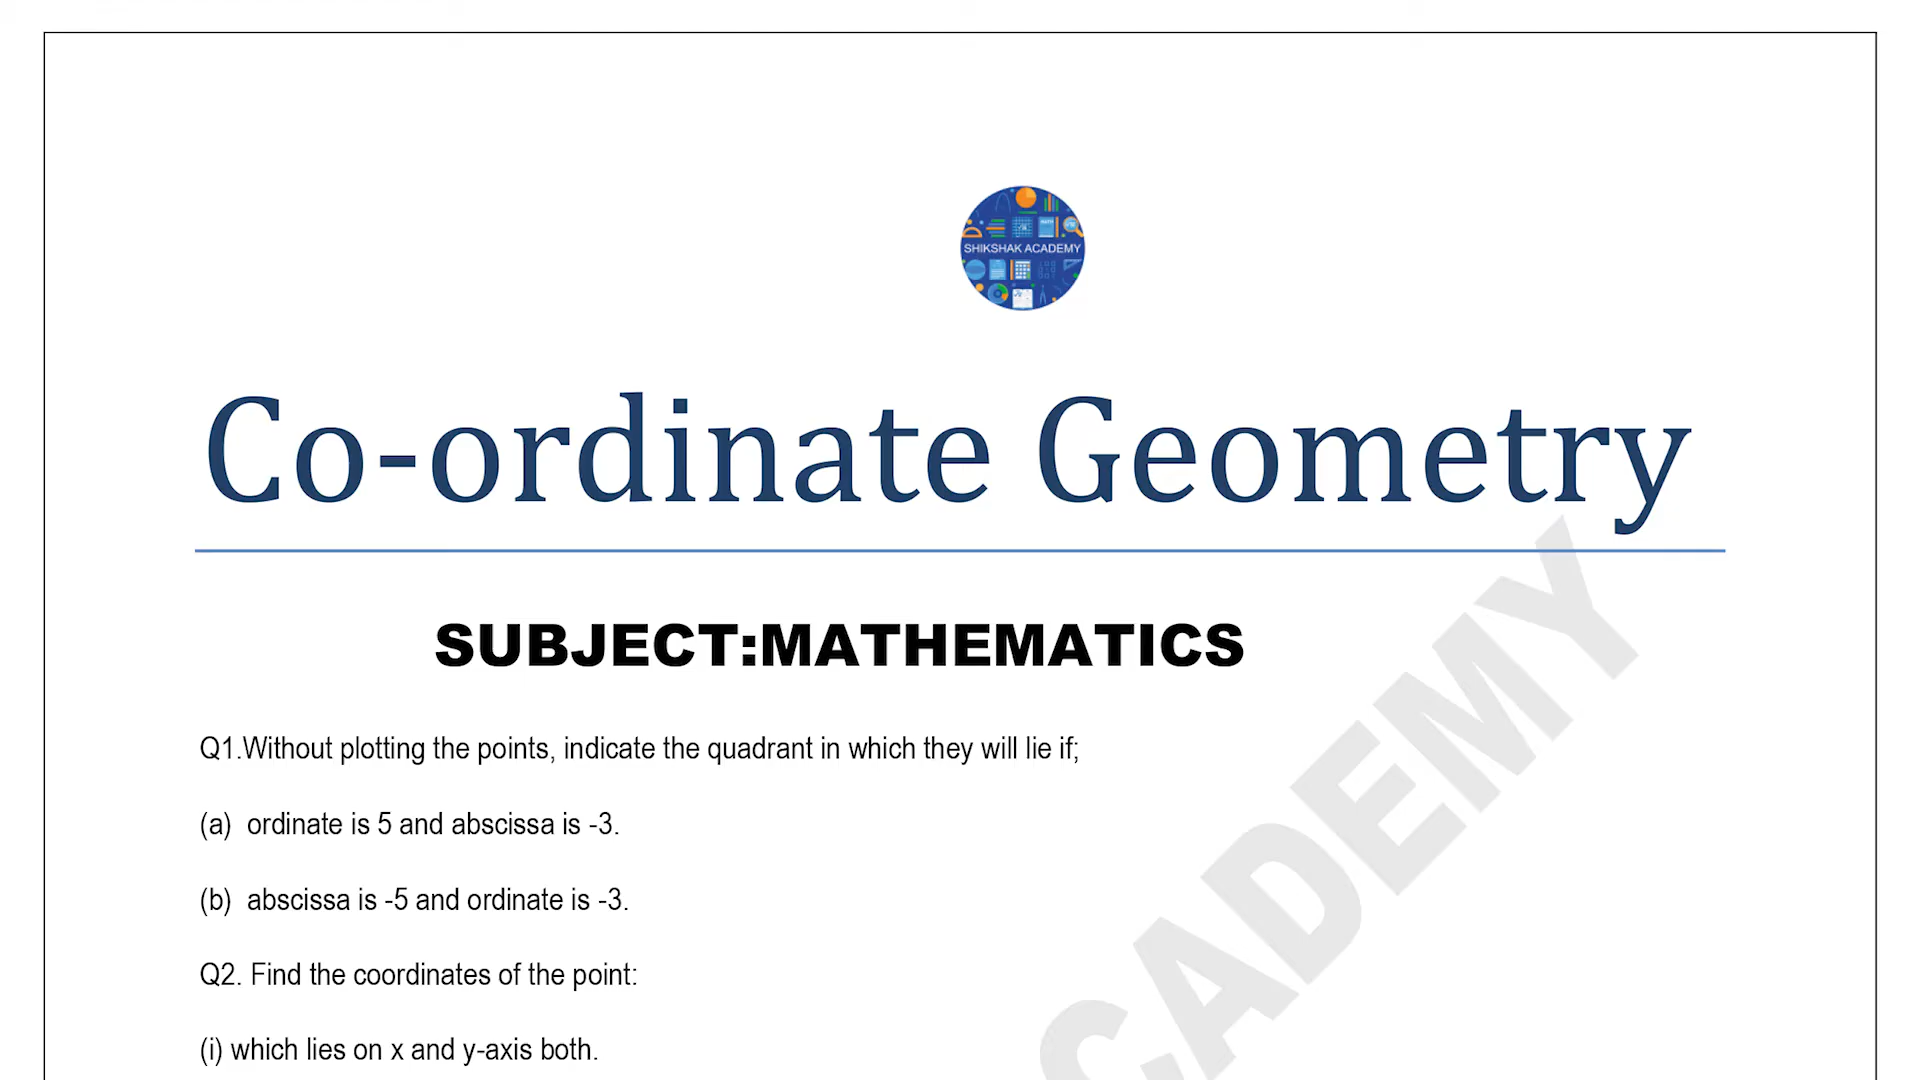 SHIKSHAK ACADEMY
Co-ordinate Geometry
SUBJECT:MATHEMATICS
Q1.Without plotting the points, indicate the quadrant in which they will lie if;
(a) ordinate is 5 and abscissa is -3.
(b) abscissa is -5 and ordinate is -3.
Q2. Find the coordinates of the point:
(i) which lies on x and y-axis both.
CADEMY